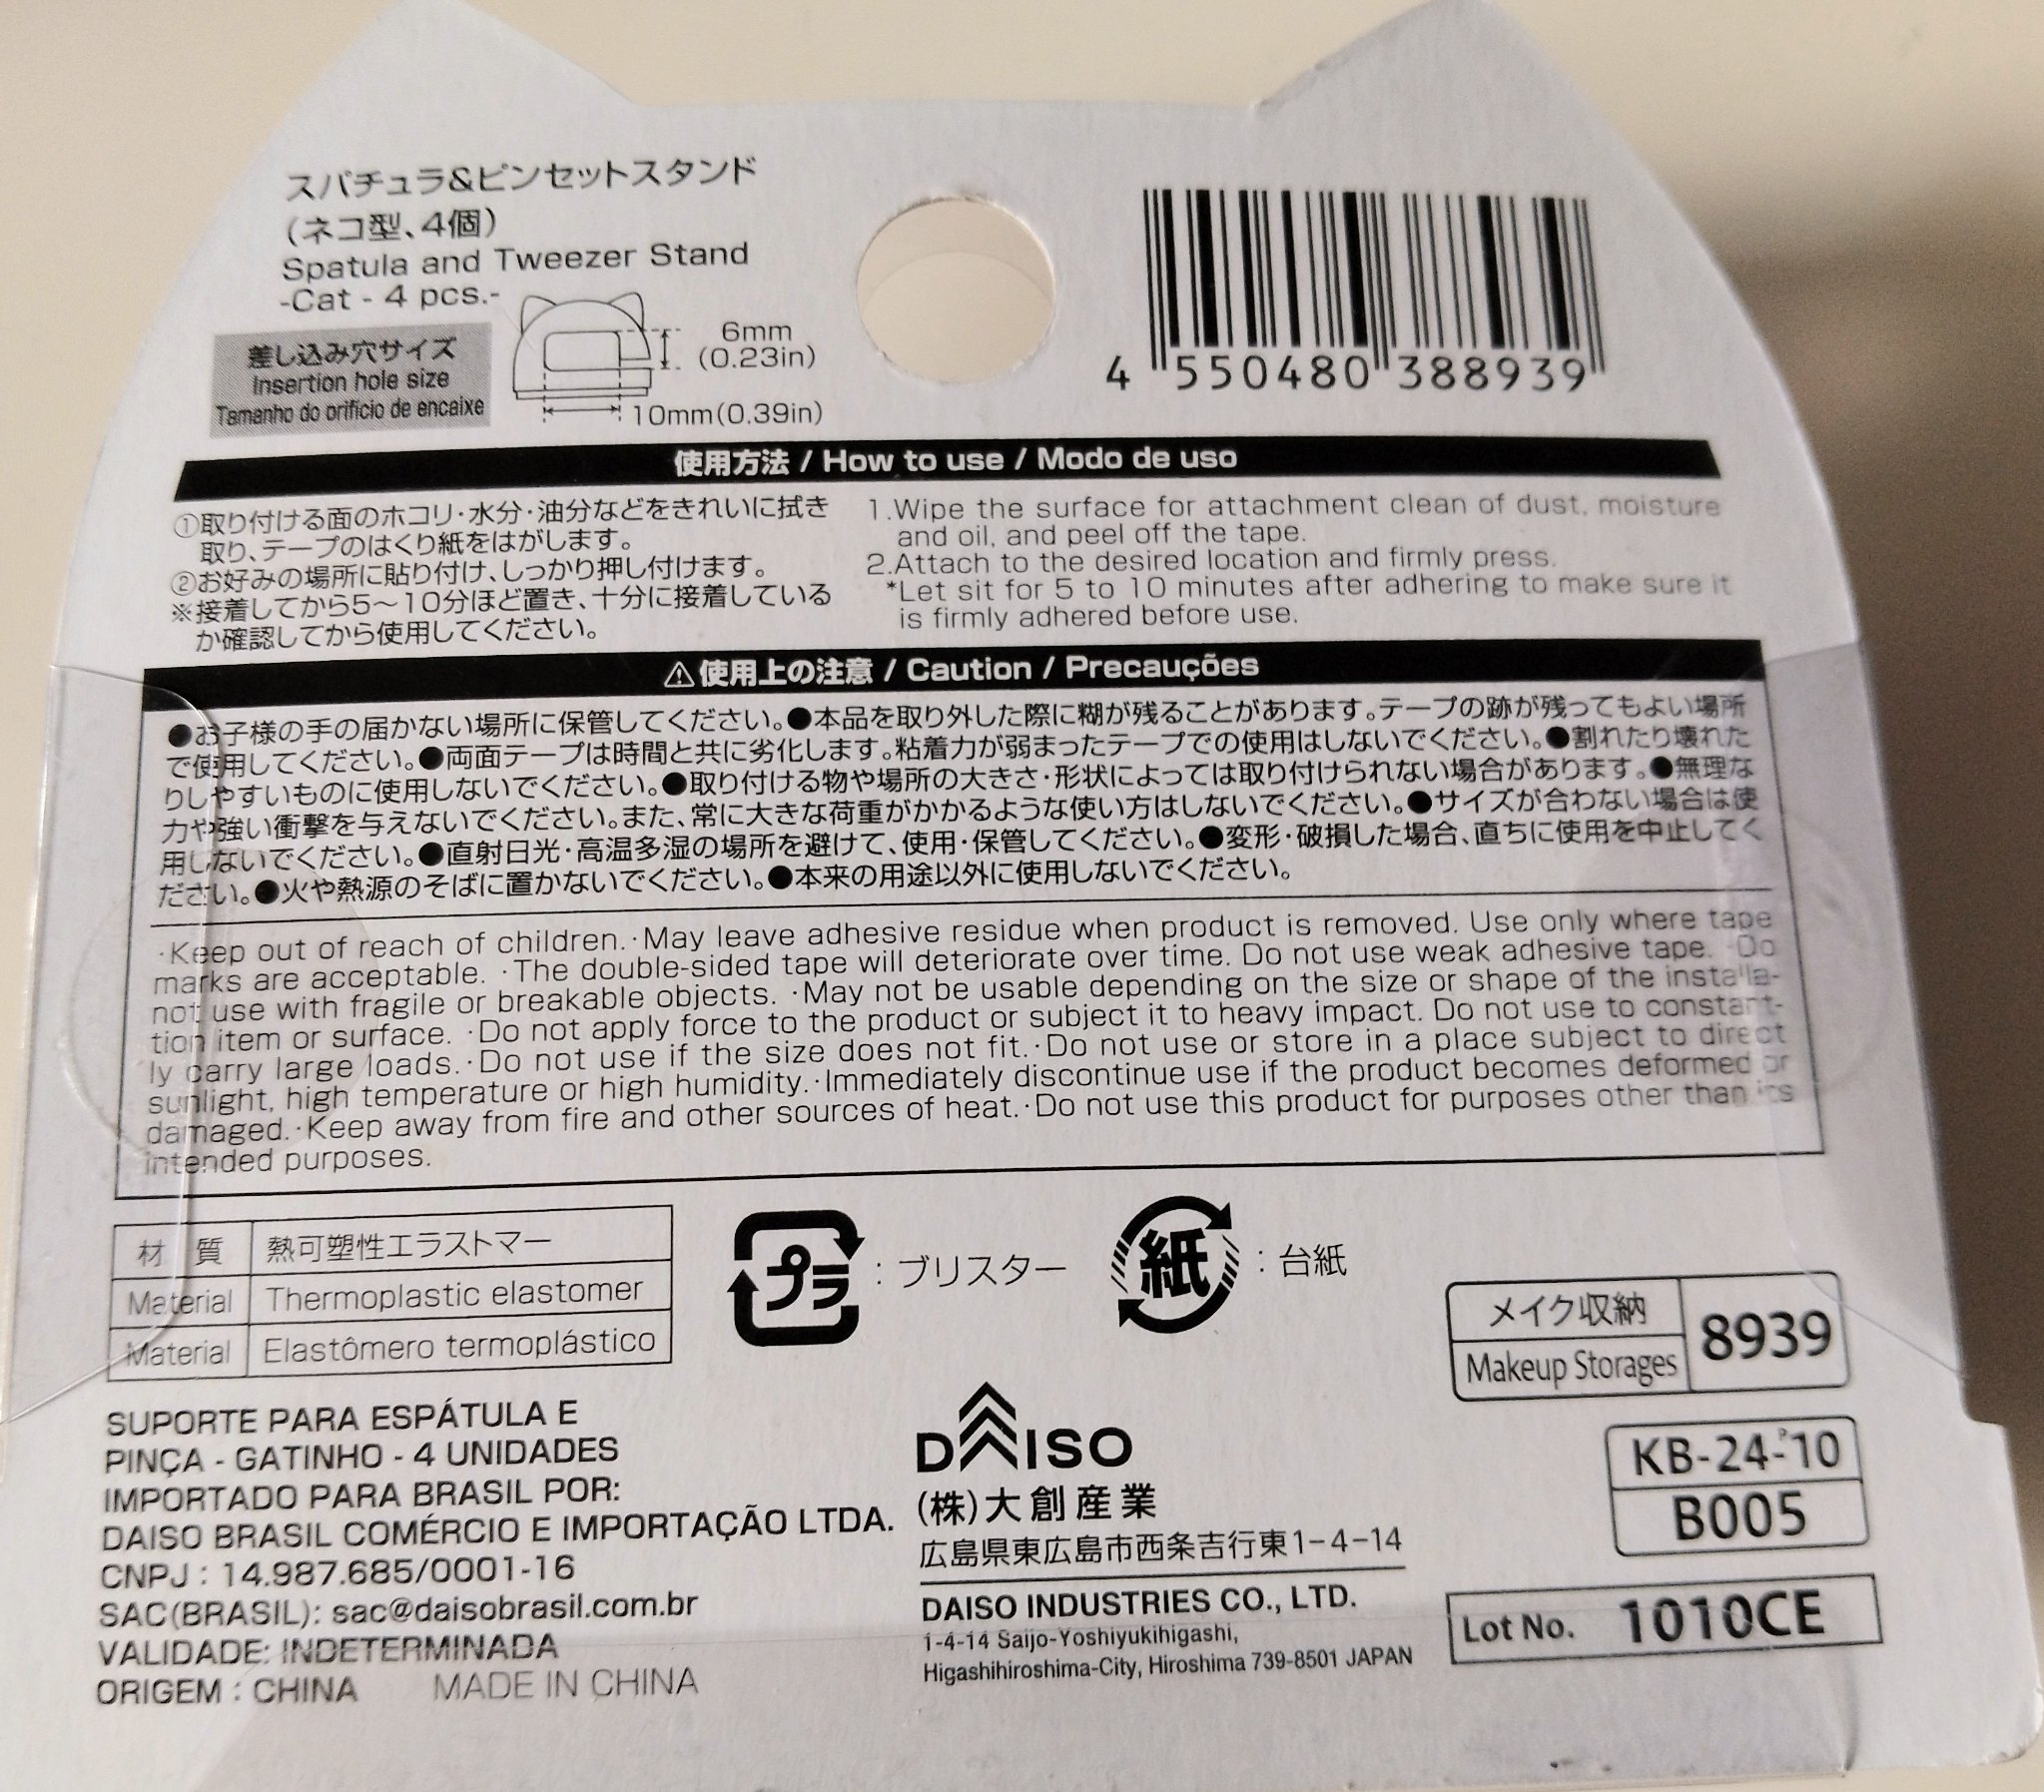 スパチュラ&ピンセットスタンド
(ネコ型、4個)
Spatula and Tweezer Stand
-Cat - 4 pcs.-
差し込み穴サイズ
Insertion hole size
Tamanho do orifício de encaixe
6mm
(0.23in)
10mm(0.39in)
4 550480 388939
使用方法 / How to use / Modo de uso
①取り付ける面のホコリ・水分・油分などをきれいに拭き
取り、テープのはくり紙をはがします。
②お好みの場所に貼り付け、しっかり押し付けます。
※接着してから5〜10分ほど置き、十分に接着している
か確認してから使用してください。
1.Wipe the surface for attachment clean of dust, moisture
and oil, and peel off the tape.
2.Attach to the desired location and firmly press.
*Let sit for 5 to 10 minutes after adhering to make sure it
is firmly adhered before use.
⚠使用上の注意 / Caution / Precauções
●お子様の手の届かない場所に保管してください。●本品を取り外した際に糊が残ることがあります。テープの跡が残ってもよい場所
で使用してください。●両面テープは時間と共に劣化します。粘着力が弱まったテープでの使用はしないでください。●割れたり壊れた
りしやすいものに使用しないでください。●取り付ける物や場所の大きさ・形状によっては取り付けられない場合があります。●無理な
力や強い衝撃を与えないでください。また、常に大きな荷重がかかるような使い方はしないでください。●サイズが合わない場合は使
用しないでください。●直射日光・高温多湿の場所を避けて、使用・保管してください。●変形・破損した場合、直ちに使用を中止してく
ださい。●火や熱源のそばに置かないでください。●本来の用途以外に使用しないでください。
·Keep out of reach of children. ·May leave adhesive residue when product is removed. Use only where tape
marks are acceptable. ·The double-sided tape will deteriorate over time. Do not use weak adhesive tape. ·Do
not use with fragile or breakable objects. ·May not be usable depending on the size or shape of the installa-
tion item or surface. ·Do not apply force to the product or subject it to heavy impact. Do not use to constant-
ly carry large loads. ·Do not use if the size does not fit. ·Do not use or store in a place subject to direct
sunlight, high temperature or high humidity. ·Immediately discontinue use if the product becomes deformed or
damaged. ·Keep away from fire and other sources of heat. ·Do not use this product for purposes other than its
intended purposes.
材 質 熱可塑性エラストマー
Material Thermoplastic elastomer
Material Elastômero termoplástico
プラ : ブリスター
紙 : 台紙
メイク収納
Makeup Storages
8939
KB-24-P10
B005
Lot No. 1010CE
SUPORTE PARA ESPÁTULA E
PINÇA - GATINHO - 4 UNIDADES
IMPORTADO PARA BRASIL POR:
DAISO BRASIL COMÉRCIO E IMPORTAÇÃO LTDA.
CNPJ : 14.987.685/0001-16
SAC(BRASIL): sac@daisobrasil.com.br
VALIDADE: INDETERMINADA
ORIGEM : CHINA MADE IN CHINA
DAISO
(株)大創産業
広島県東広島市西条吉行東1-4-14
DAISO INDUSTRIES CO., LTD.
1-4-14 Saijo-Yoshiyukihigashi,
Higashihiroshima-City, Hiroshima 739-8501 JAPAN